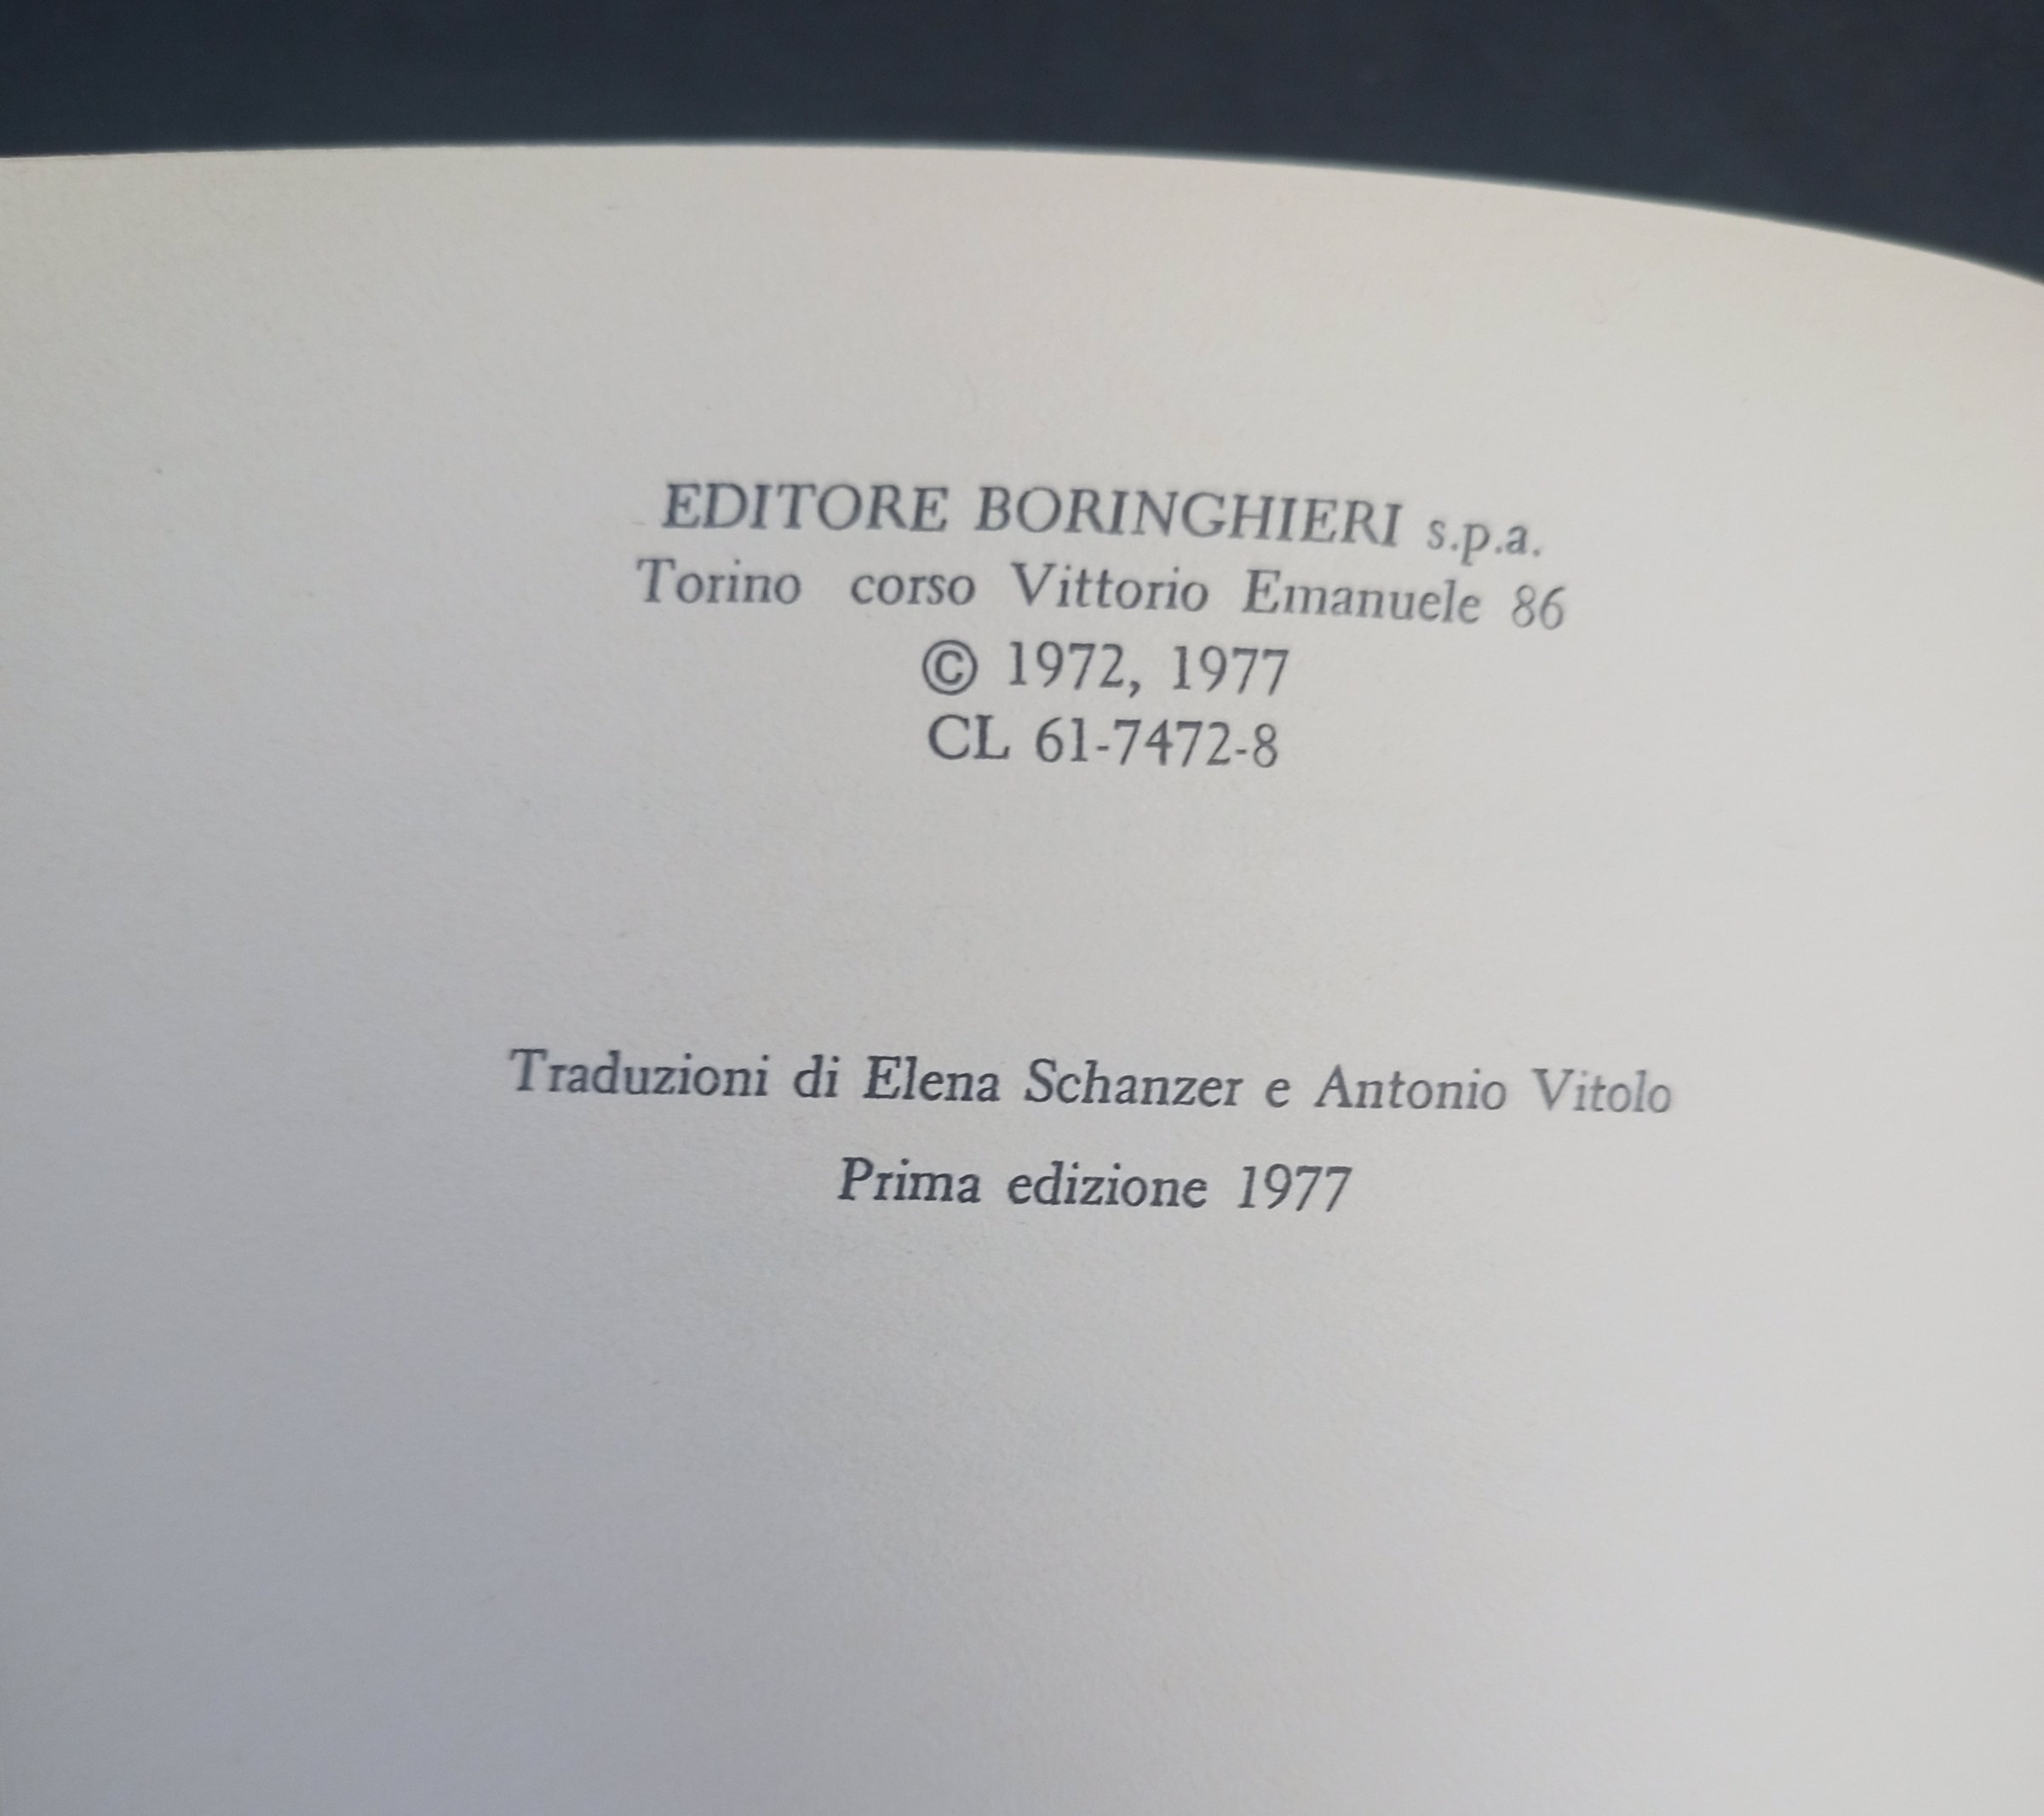 EDITORE BORINGHIERI s.p.a.
Torino corso Vittorio Emanuele 86
© 1972, 1977
CL 61-7472-8
Traduzioni di Elena Schanzer e Antonio Vitolo
Prima edizione 1977